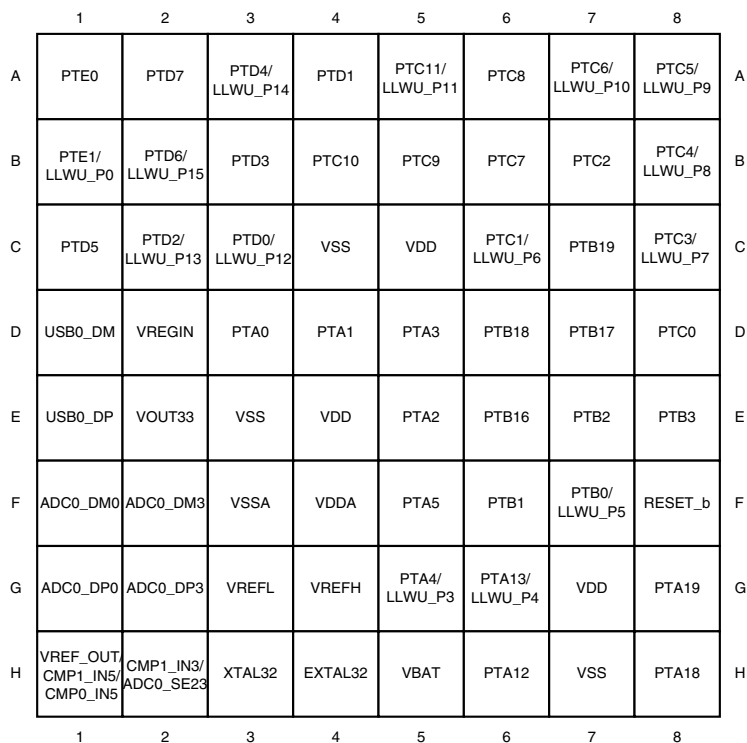 1 2 3 4 5 6 7 8
A PTE0 PTD7 PTD4/ LLWU_P14 PTD1 PTC11/ LLWU_P11 PTC8 PTC6/ LLWU_P10 PTC5/ LLWU_P9 A
B PTE1/ LLWU_P0 PTD6/ LLWU_P15 PTD3 PTC10 PTC9 PTC7 PTC2 PTC4/ LLWU_P8 B
C PTD5 PTD2/ LLWU_P13 PTD0/ LLWU_P12 VSS VDD PTC1/ LLWU_P6 PTB19 PTC3/ LLWU_P7 C
D USB0_DM VREGIN PTA0 PTA1 PTA3 PTB18 PTB17 PTC0 D
E USB0_DP VOUT33 VSS VDD PTA2 PTB16 PTB2 PTB3 E
F ADC0_DM0 ADC0_DM3 VSSA VDDA PTA5 PTB1 PTB0/ LLWU_P5 RESET_b F
G ADC0_DP0 ADC0_DP3 VREFL VREFH PTA4/ LLWU_P3 PTA13/ LLWU_P4 VDD PTA19 G
H VREF_OUT/ CMP1_IN5/ CMP0_IN5 CMP1_IN3/ ADC0_SE23 XTAL32 EXTAL32 VBAT PTA12 VSS PTA18 H
1 2 3 4 5 6 7 8